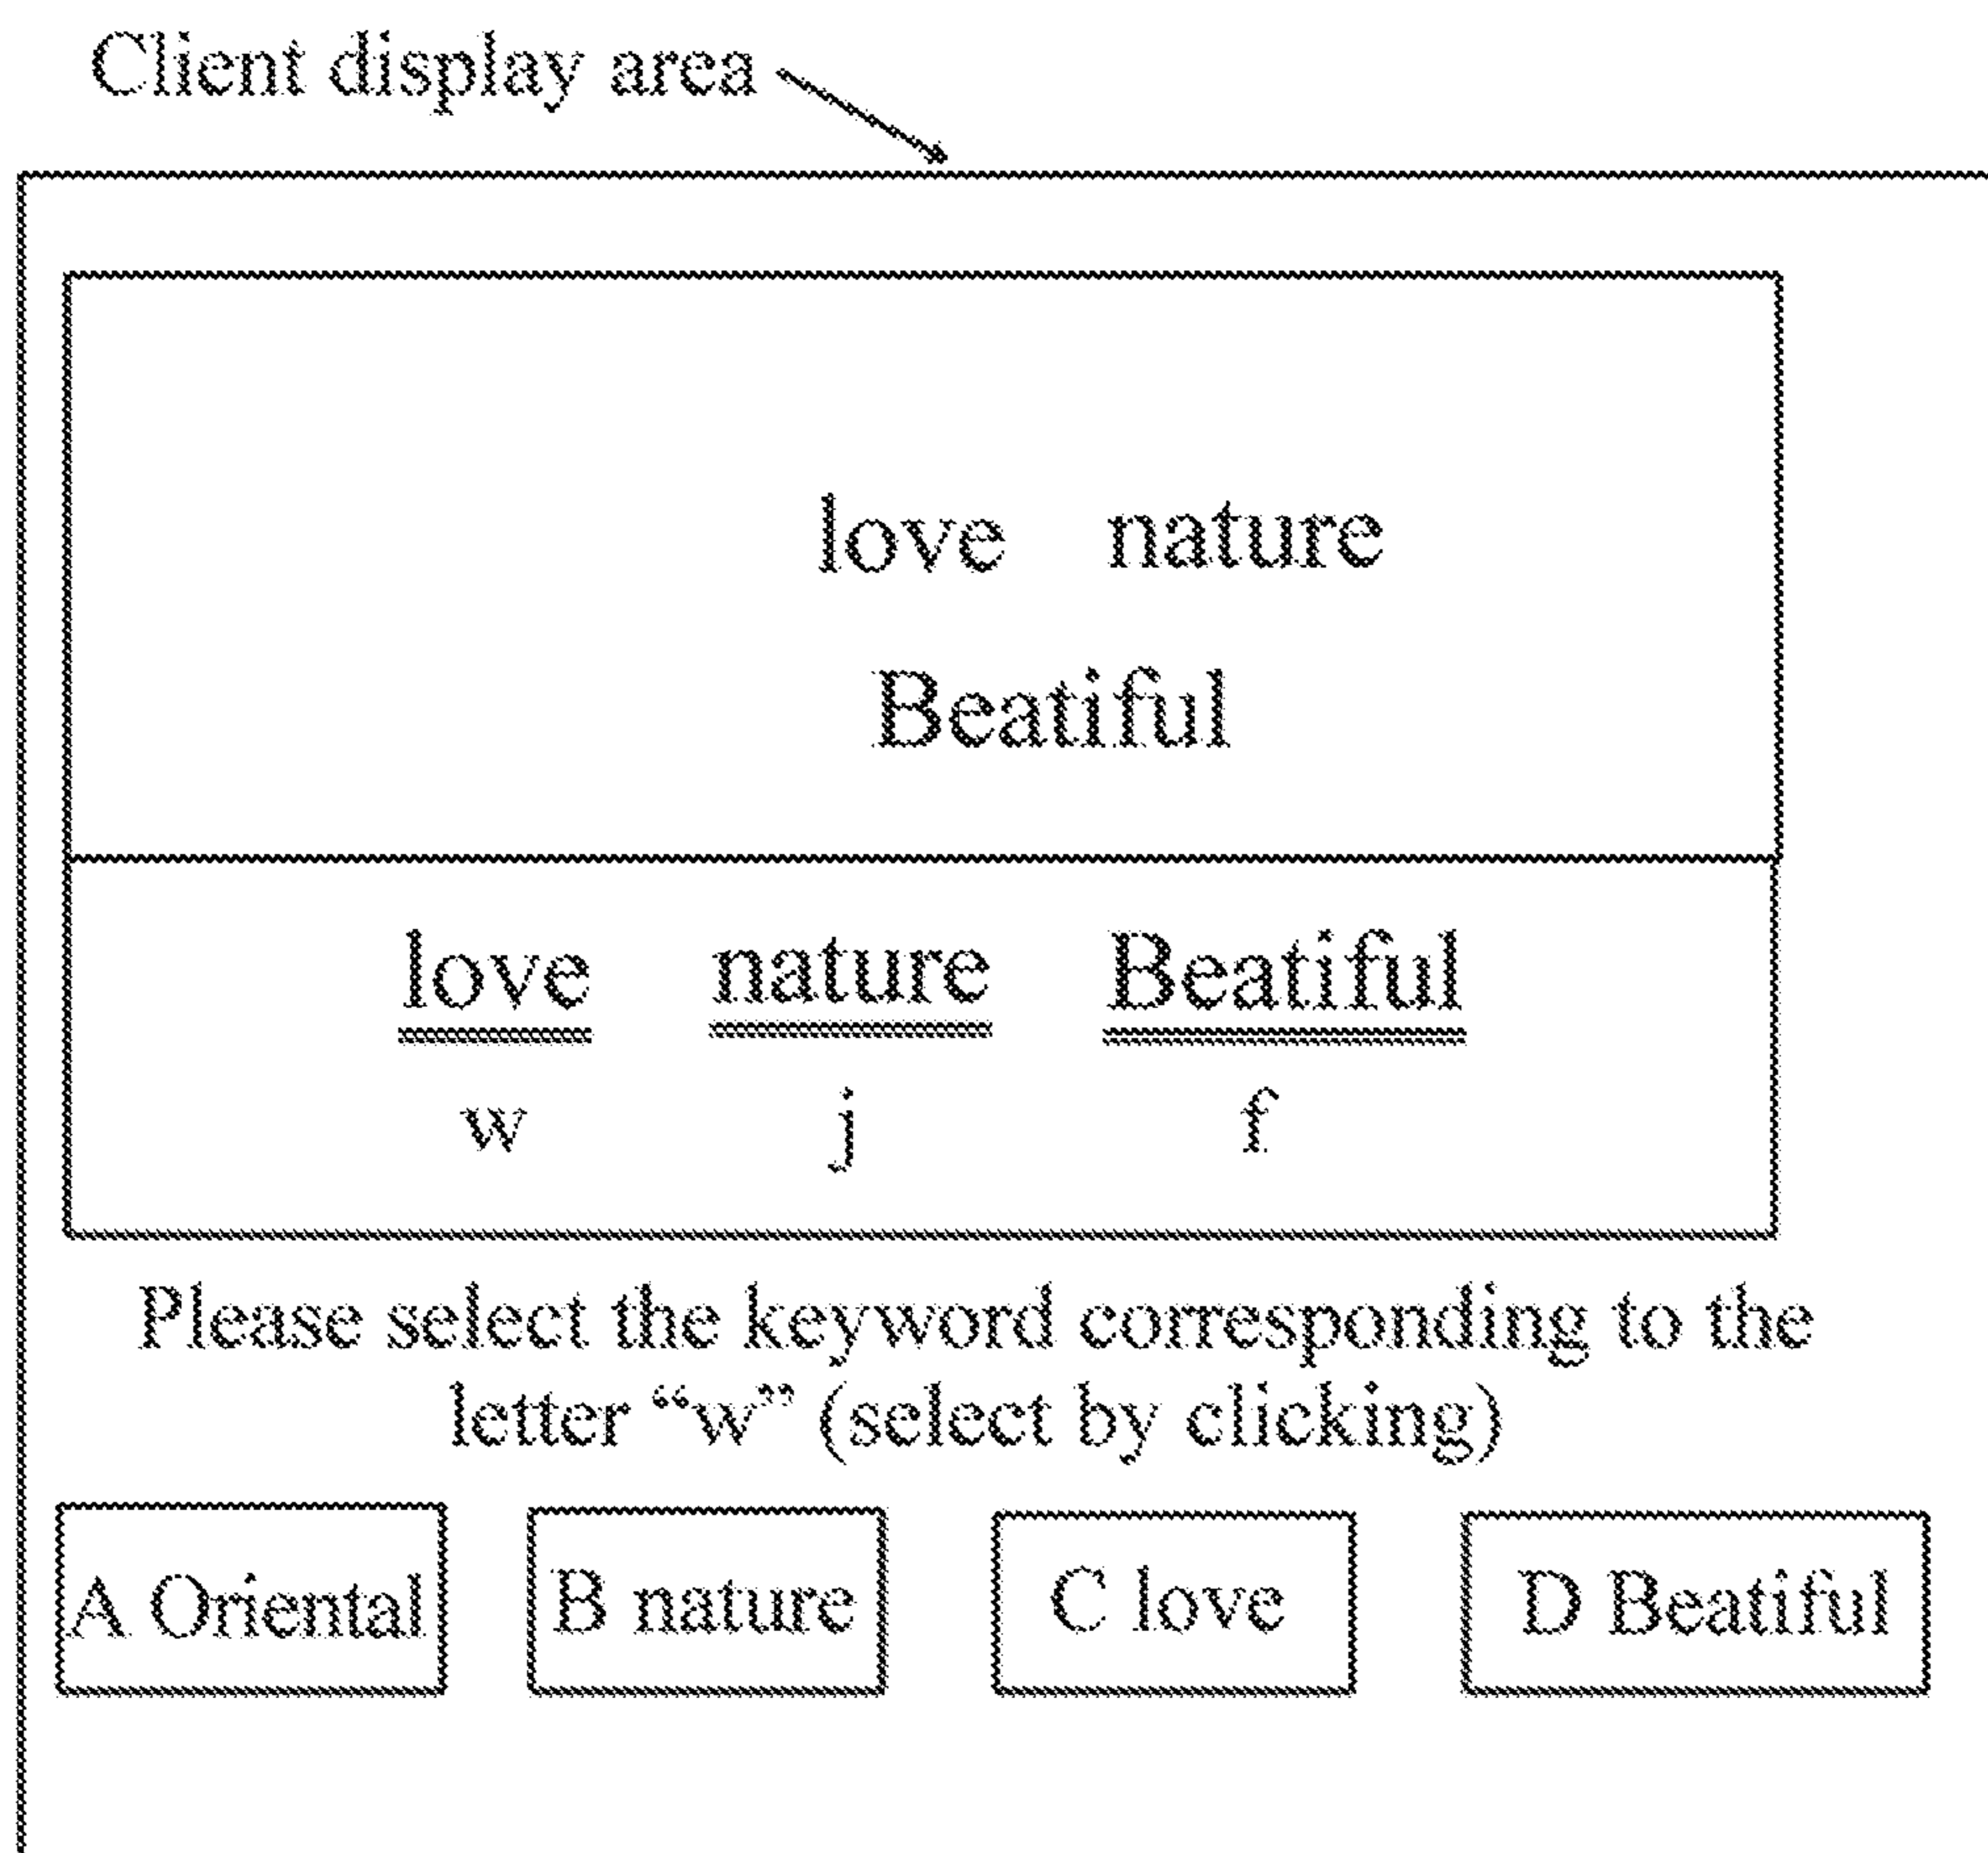 Client display area
love nature
Beatiful
love nature Beatiful
w j f
Please select the keyword corresponding to the
letter “w” (select by clicking)
A Oriental B nature C love D Beatiful